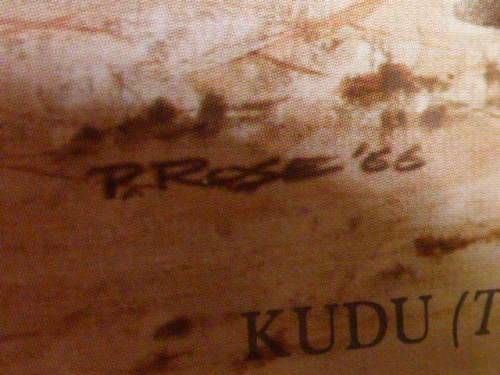 P. ROSE '66
KUDU (T